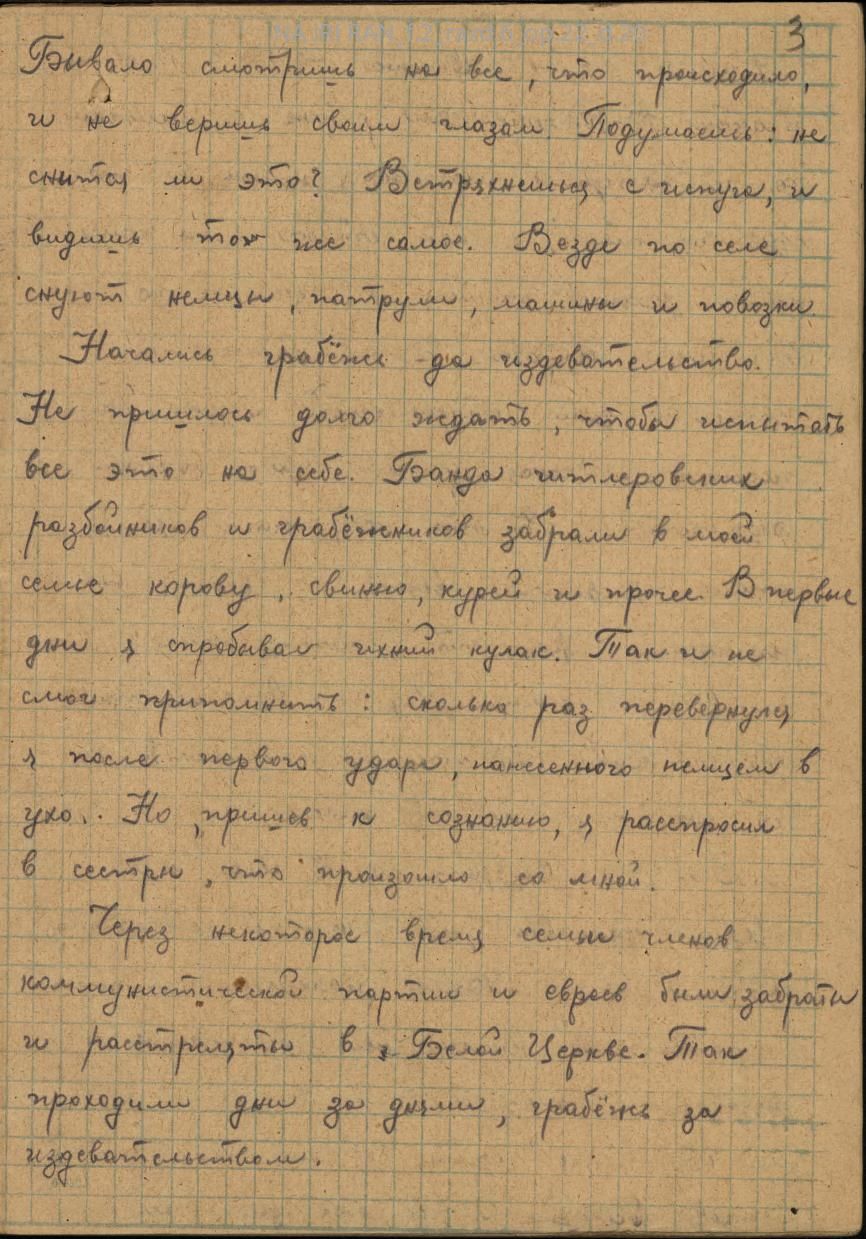 3
Бывало смотришь на все, что происходило,
и не веришь своим глазам. Подумаешь: не
снится ли это? Встряхнешься с испуга, и
видишь то же самое. Везде по селе
снуют немцы, патрули, машины и повозки.
Начались грабёжь да издевательство.
Не пришлось долго ждать, чтобы испытать
все это на себе. Банда гитлеровских
разбойников и грабёжников забрали в моей
семье корову, свинью, курей и прочее. В первые
дни я спробывал ихний кулак. Так и не
смог припомнить: сколько раз перевернулся
я после первого удара, нанесенного немцем в
ухо... Но, пришев к сознанию, я расспросил
в сестры, что произошло со мной.
Через некоторое время семьи членов
коммунистической партии и евреев были забраты
и расстреляты в Белой Церкве. Так
проходили дни за днями, грабёжь за
издевательством.